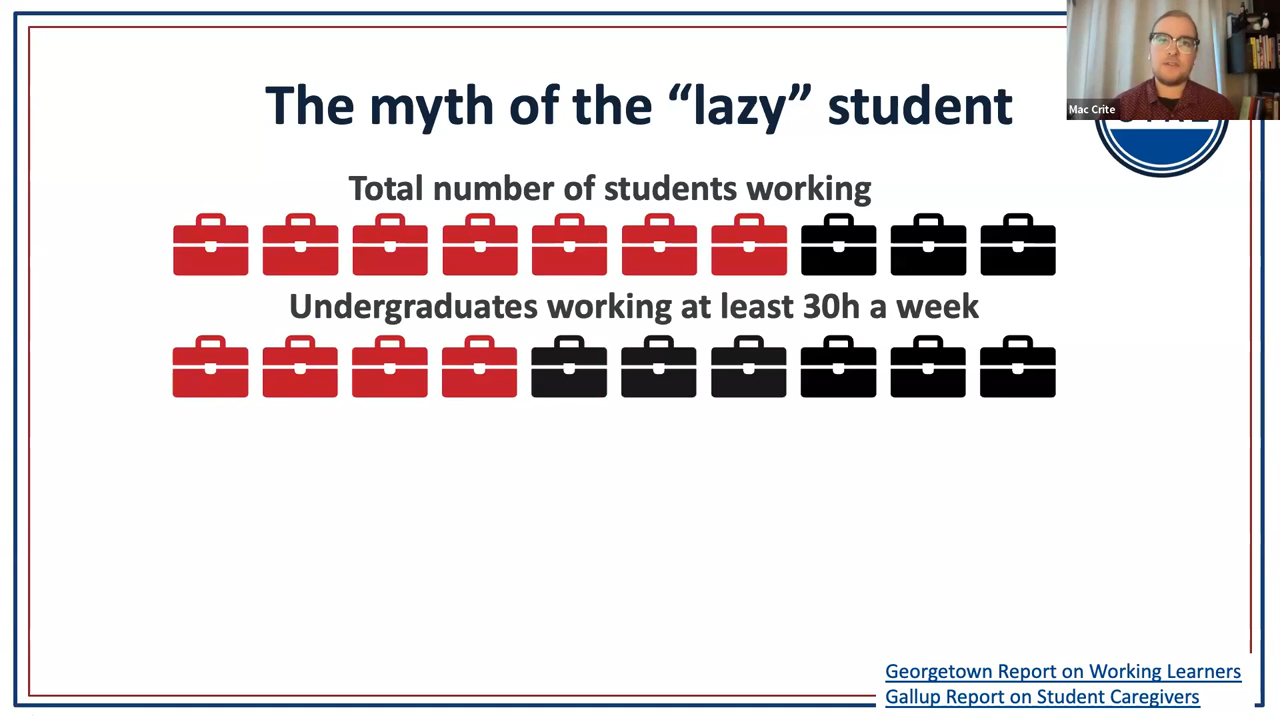 The myth of the “lazy” student
Mac Crite
Total number of students working
Undergraduates working at least 30h a week
Georgetown Report on Working Learners
Gallup Report on Student Caregivers